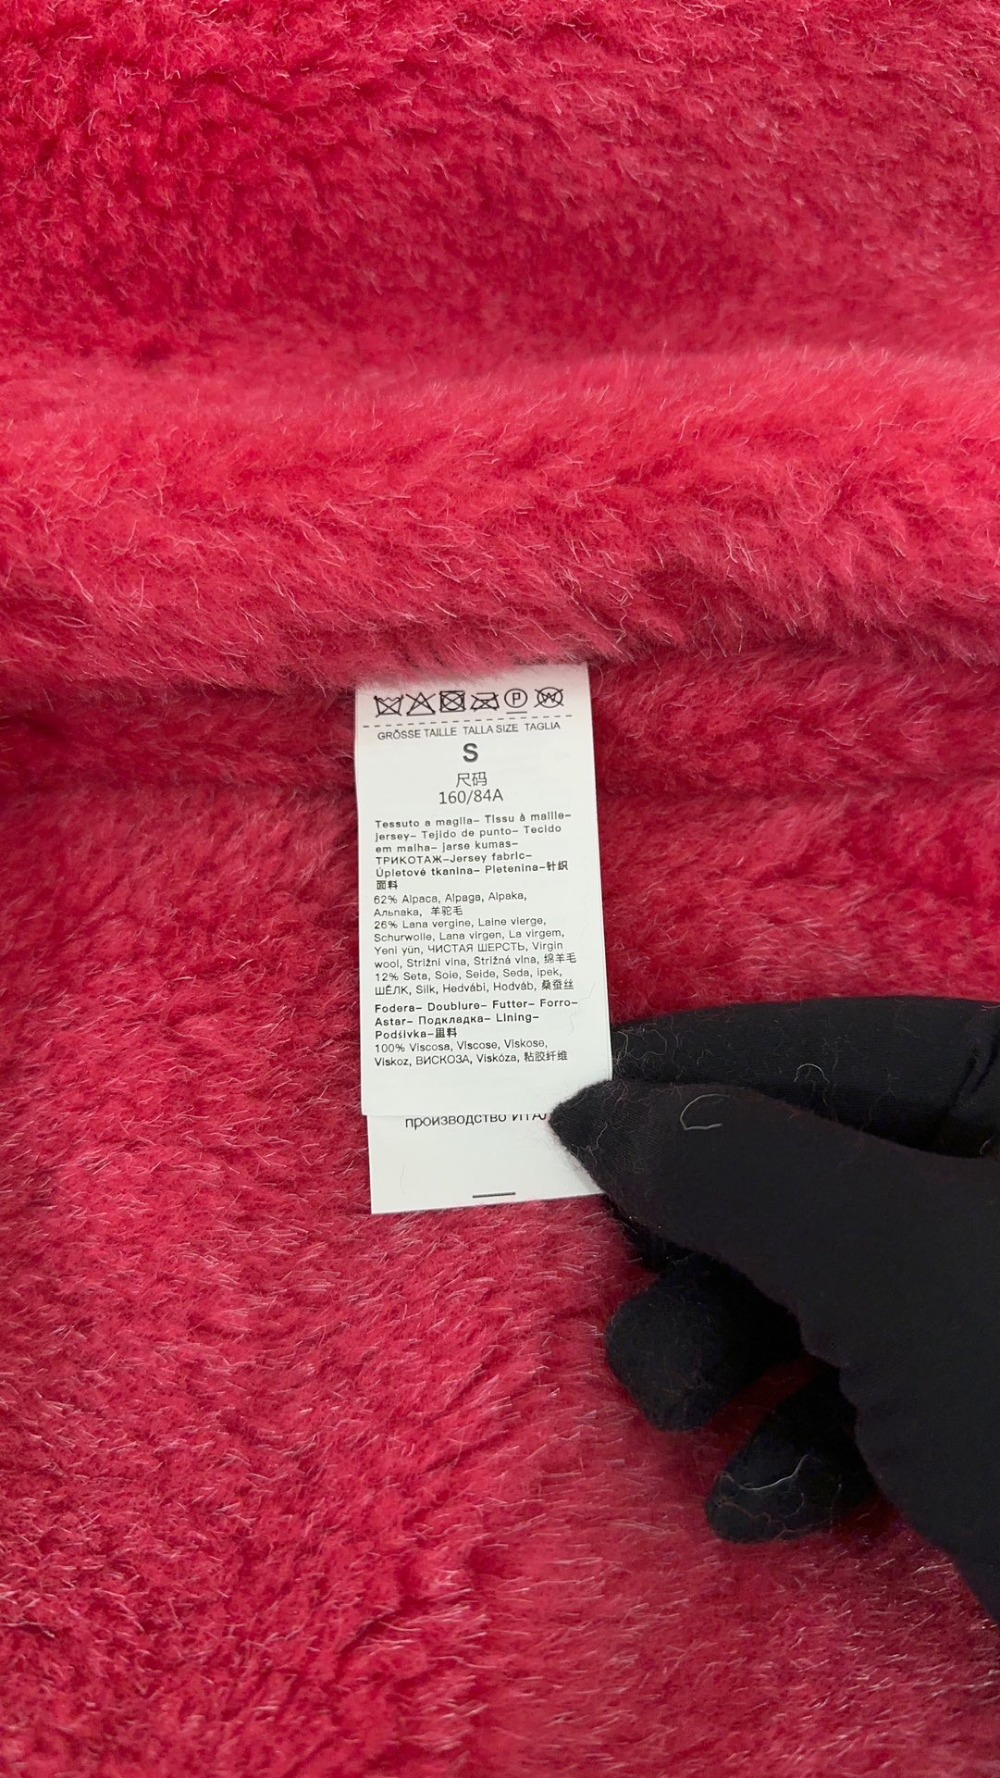 GRÖSSE TAILLE TALLA SIZE TAGLIA
S
尺码
160/84A
Tessuto a maglia– Tissu à maille–
jersey– Tejido de punto– Tecido
em malha– jarse kumas–
ТРИКОТАЖ–Jersey fabric–
Úpletové tkanina– Pletenina–针织
面料
62% Alpaca, Alpaga, Alpaka,
Альпака, 羊驼毛
26% Lana vergine, Laine vierge,
Schurwolle, Lana virgen, La virgem,
Yeni yün, ЧИСТАЯ ШЕРСТЬ, Virgin
wool, Strižni vlna, Strižná vlna, 绵羊毛
12% Seta, Soie, Seide, Seda, ipek,
ШЁЛК, Silk, Hedvábi, Hodváb, 桑蚕丝
Fodera– Doublure– Futter– Forro–
Astar– Подкладка– Lining–
Podšivka–里料
100% Viscosa, Viscose, Viskose,
Viskoz, ВИСКОЗА, Viskóza, 粘胶纤维
производство